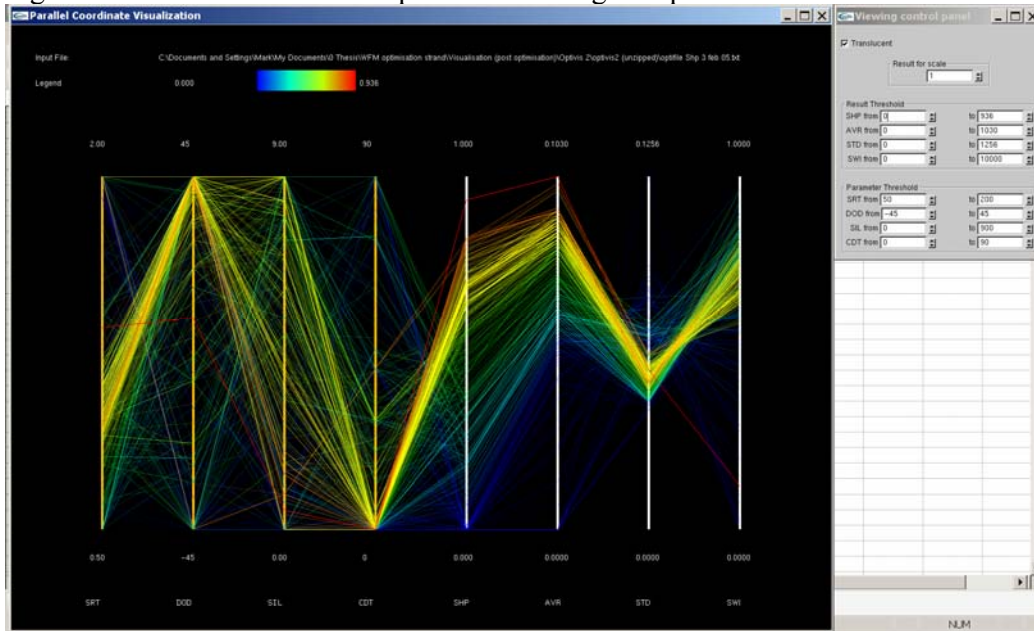 Parallel Coordinate Visualization
Input File: C:\Documents and Settings\Mark\My Documents\0 Thesis\WFM optimisation strand\Visualisation (post optimisation)\Optivis 2\optivis2 (unzipped)\optifile Shp 3 feb 05.txt
Legend 0.000 0.936
2.00 45 9.00 90 1.000 0.1030 0.1256 1.0000
0.50 -45 0.00 0 0.000 0.0000 0.0000 0.0000
SRT DOD SIL CDT SHP AVR STD SWI
Viewing control panel
Translucent
Result for scale
1
Result Threshold
SHP from 0 to 936
AVR from 0 to 1030
STD from 0 to 1256
SWI from 0 to 10000
Parameter Threshold
SRT from 50 to 200
DOD from -45 to 45
SIL from 0 to 900
CDT from 0 to 90
NUM